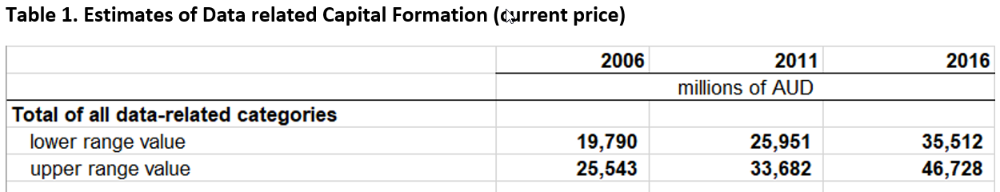 Table 1. Estimates of Data related Capital Formation (current price)
2006 2011 2016
millions of AUD
Total of all data-related categories
lower range value 19,790 25,951 35,512
upper range value 25,543 33,682 46,728